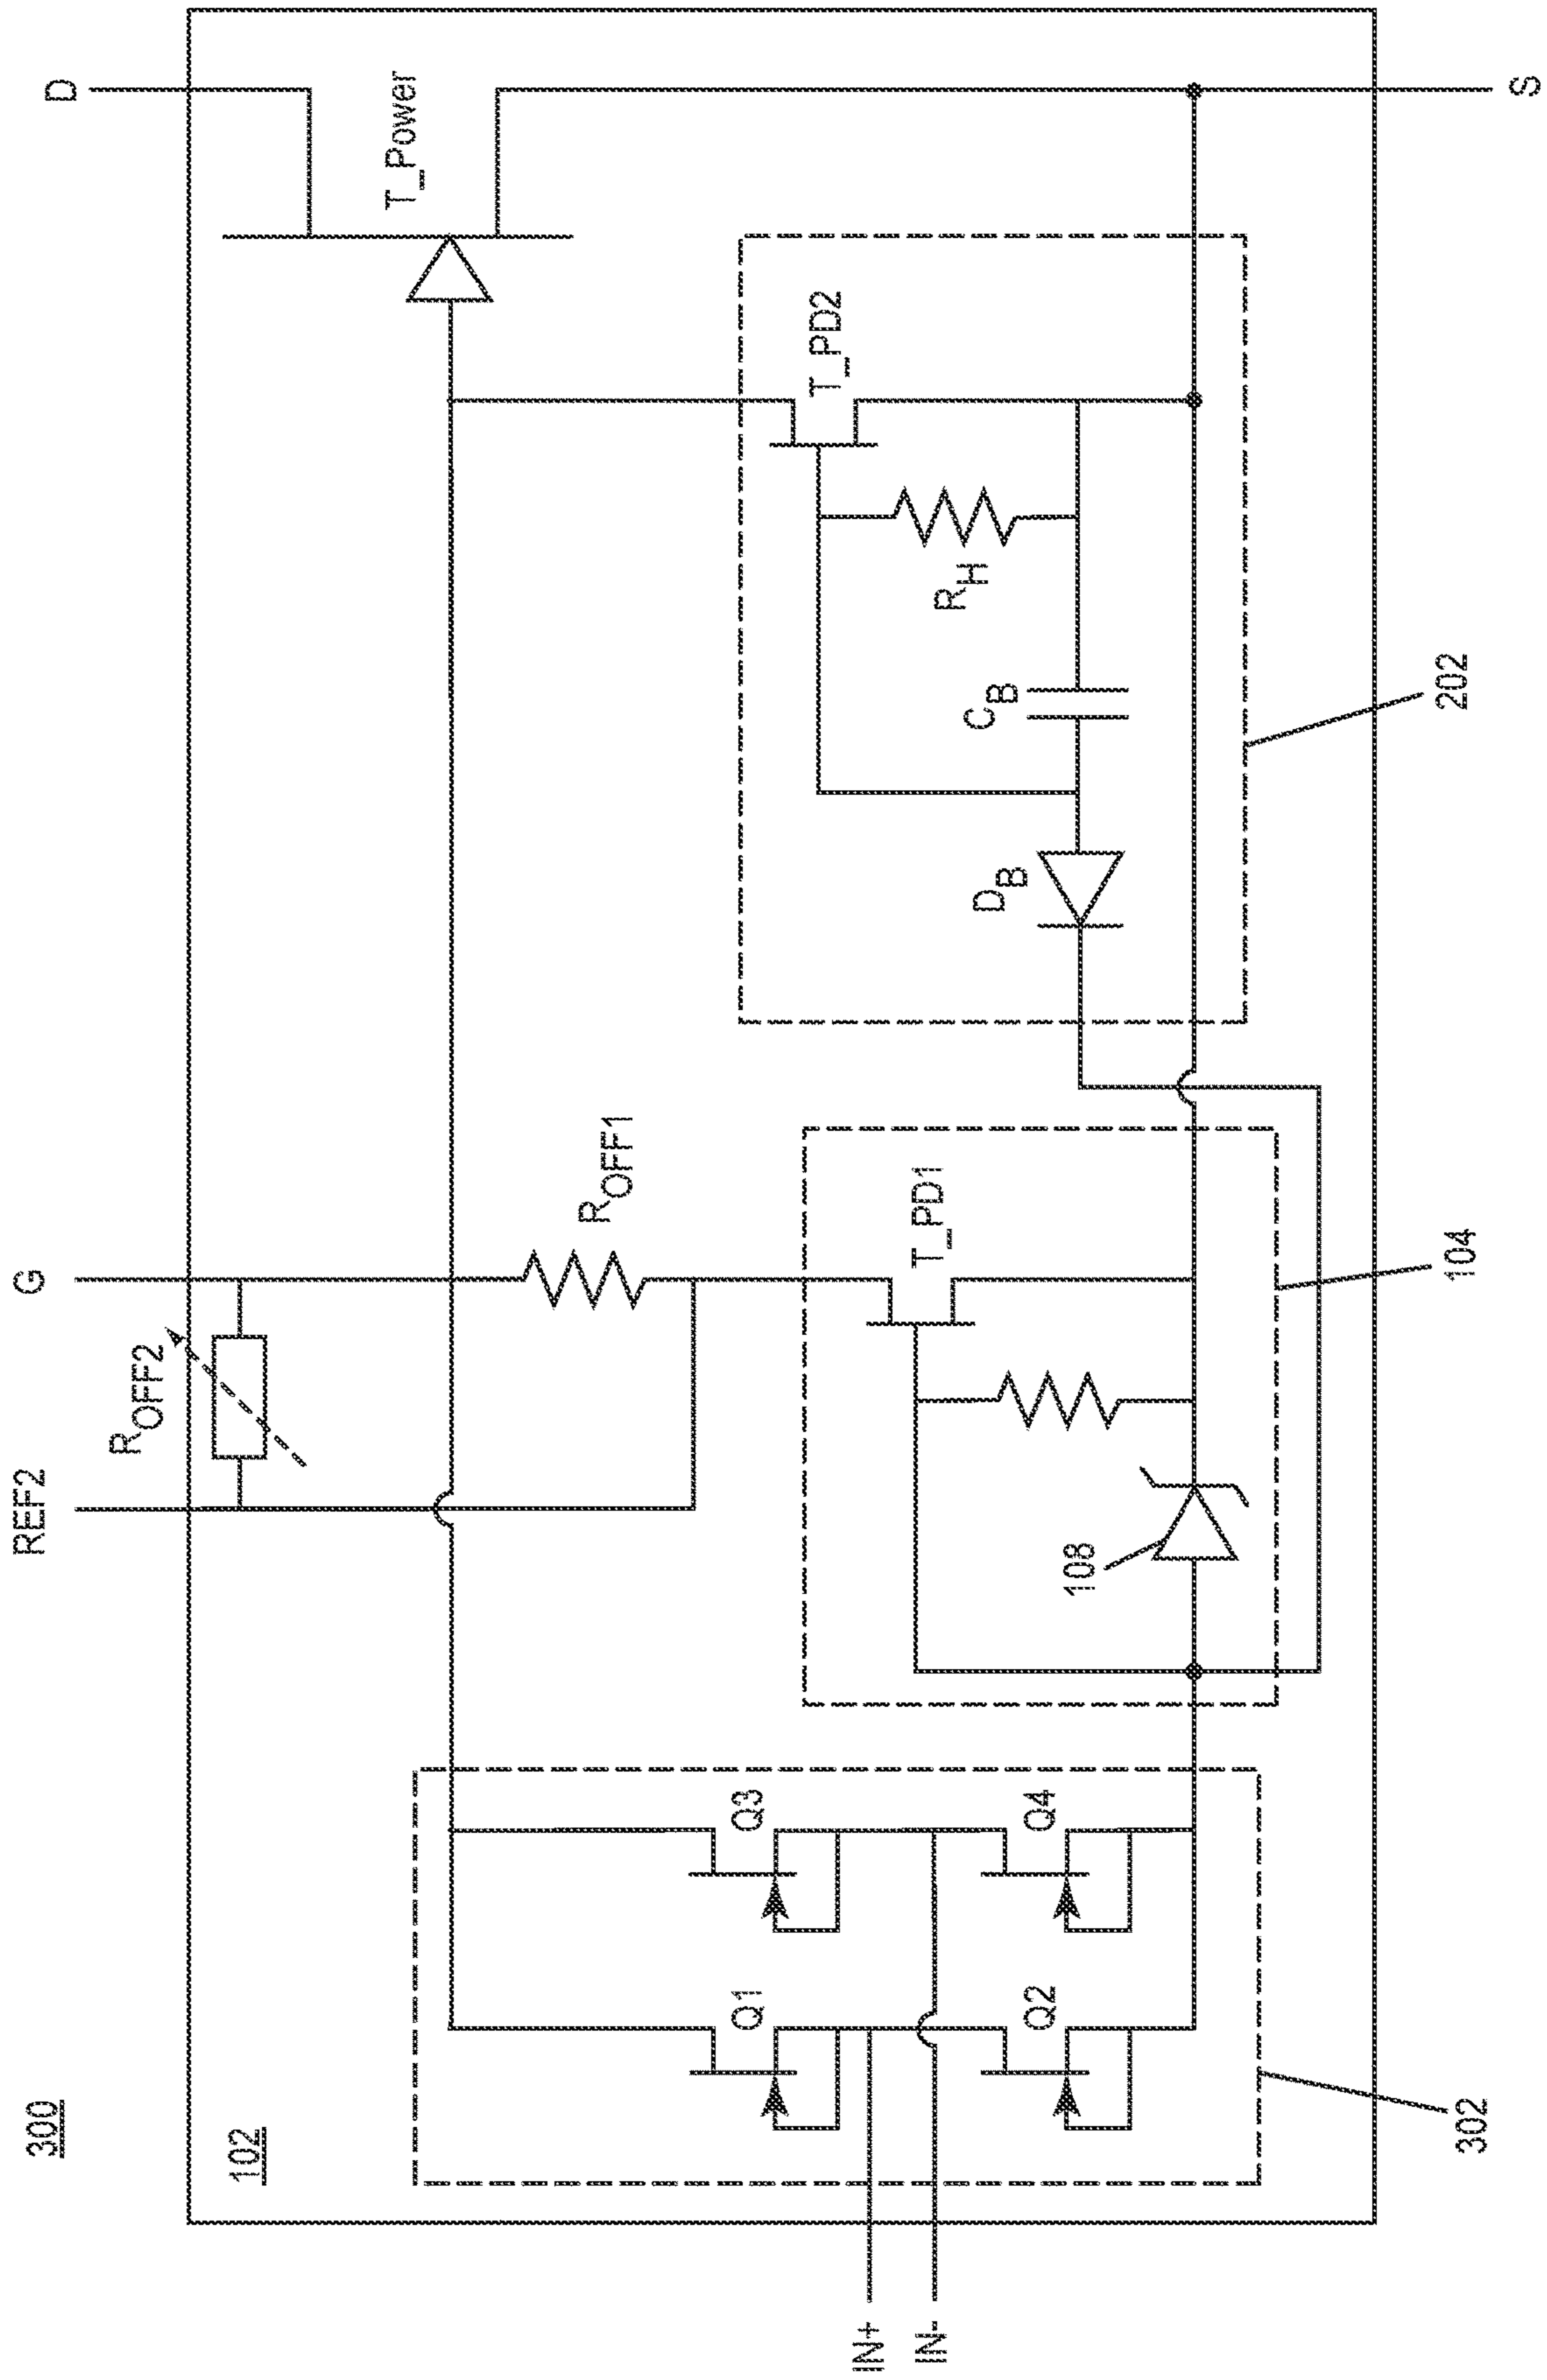 300
102
REF2
G
D
R_OFF2
R_OFF1
T_Power
Q1
Q3
Q2
Q4
IN+
IN-
108
T_PD1
T_PD2
R_H
C_B
D_B
302
104
202
S